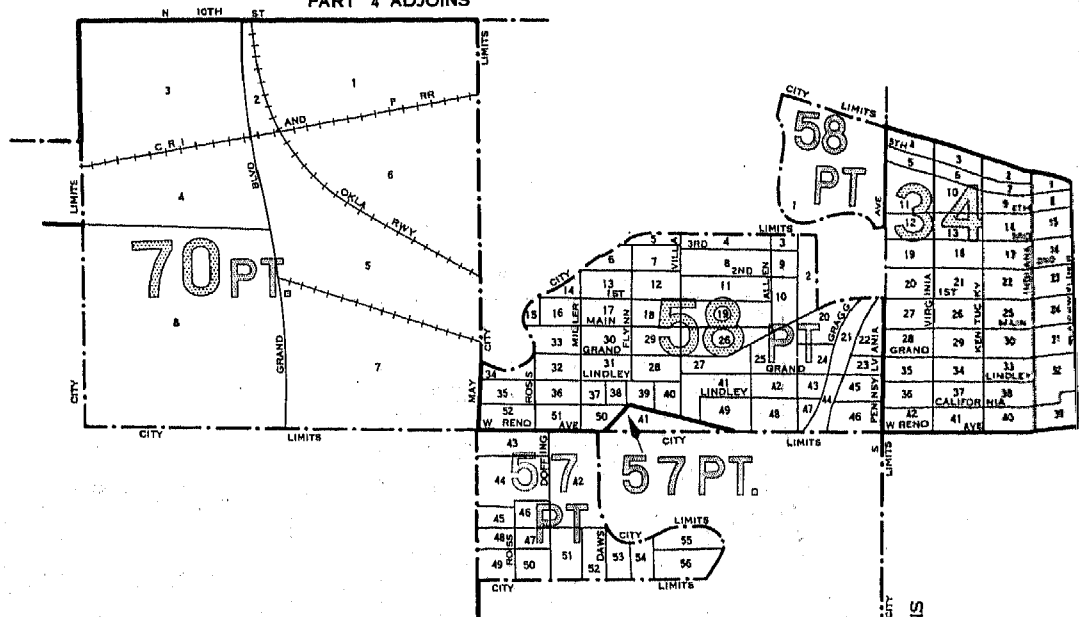 PART 4 ADJOINS
N 10TH ST
LIMITS
3
2
1
C R I AND P RR
4
BLVD
OKLA RWY
6
LIMITS
70 PT.
5
8
GRAND
7
CITY
CITY
MAY
CITY LIMITS
CITY LIMITS
58 PT
1
AVE
34
5TH 4 3 2 1
5 6 7 8
11 10 9 6TH
12 13 14 3RD 15
19 18 17 2ND 16
20 21 22 23
VIRGINIA 1ST KENTUCKY INDIANA
27 26 25 MAIN 24
28 29 30 31
GRAND
35 34 33 LINDLEY 32
36 37 38
CALIFORNIA
42 41 40 39
W RENO AVE
LIMITS
5 VILLA 3RD 4 3
CITY 6 7 8 9 2
2ND ALLEN
14 13 12 11 10
1ST
15 16 MILLER 17 FLYNN 18 19 20
MAIN
58 PT
GRAGG
21 22
33 30 29 26
GRAND
32 31 28 27 25 24 23
LINDLEY GRAND
34
35 ROSS 36 37 38 39 40 41 42 43 44 45
LINDLEY
PENNSYLVANIA
52 51 50 41 49 48 47 46
W RENO AVE
CITY LIMITS
CITY LIMITS
S
LIMITS
43
57 PT
DOFFING
42
44
45 46
48 47
ROSS
49 50 51 52
DAWS
53 54 55 56
57 PT.
CITY LIMITS
CITY LIMITS
CITY